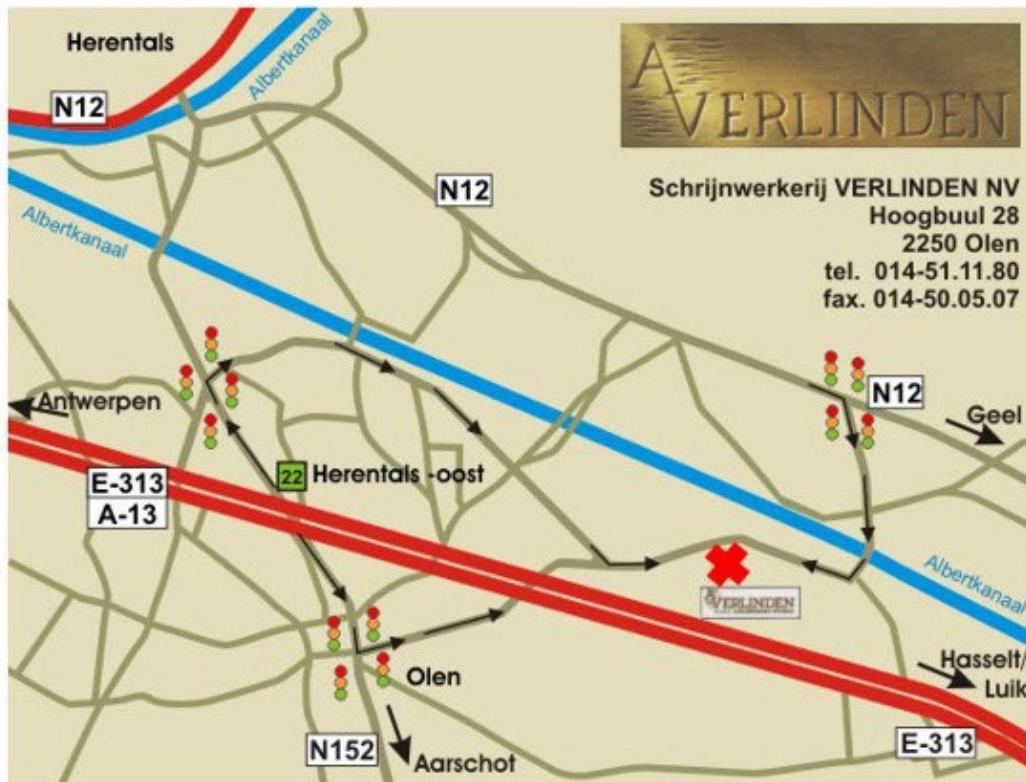 Herentals
Albertkanaal
N12
A
VERLINDEN
Schrijnwerkerij VERLINDEN NV
Hoogbuul 28
2250 Olen
tel. 014-51.11.80
fax. 014-50.05.07
N12
Albertkanaal
N12
Antwerpen
Geel
22 Herentals -oost
E-313
A-13
Albertkanaal
VERLINDEN
Olen
Hasselt/
Luik
N152
Aarschot
E-313